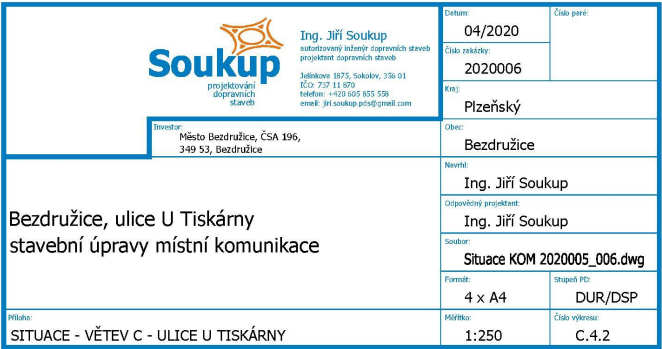 Soukup
projektování
dopravních
staveb
Ing. Jiří Soukup
autorizovaný inženýr dopravních staveb
projektant dopravních staveb
Jelínkova 1875, Sokolov, 356 01
IČO: 737 11 870
telefon: +420 605 855 558
email: jiri.soukup.pds@gmail.com
Datum:
04/2020
Číslo paré:
Číslo zakázky:
2020006
Kraj:
Plzeňský
Investor:
Město Bezdružice, ČSA 196,
349 53, Bezdružice
Obec:
Bezdružice
Navrhl:
Ing. Jiří Soukup
Odpovědný projektant:
Ing. Jiří Soukup
Bezdružice, ulice U Tiskárny
stavební úpravy místní komunikace
Soubor:
Situace KOM 2020005_006.dwg
Formát:
4 x A4
Stupeň PD:
DUR/DSP
Příloha:
SITUACE - VĚTEV C - ULICE U TISKÁRNY
Měřítko:
1:250
Číslo výkresu:
C.4.2